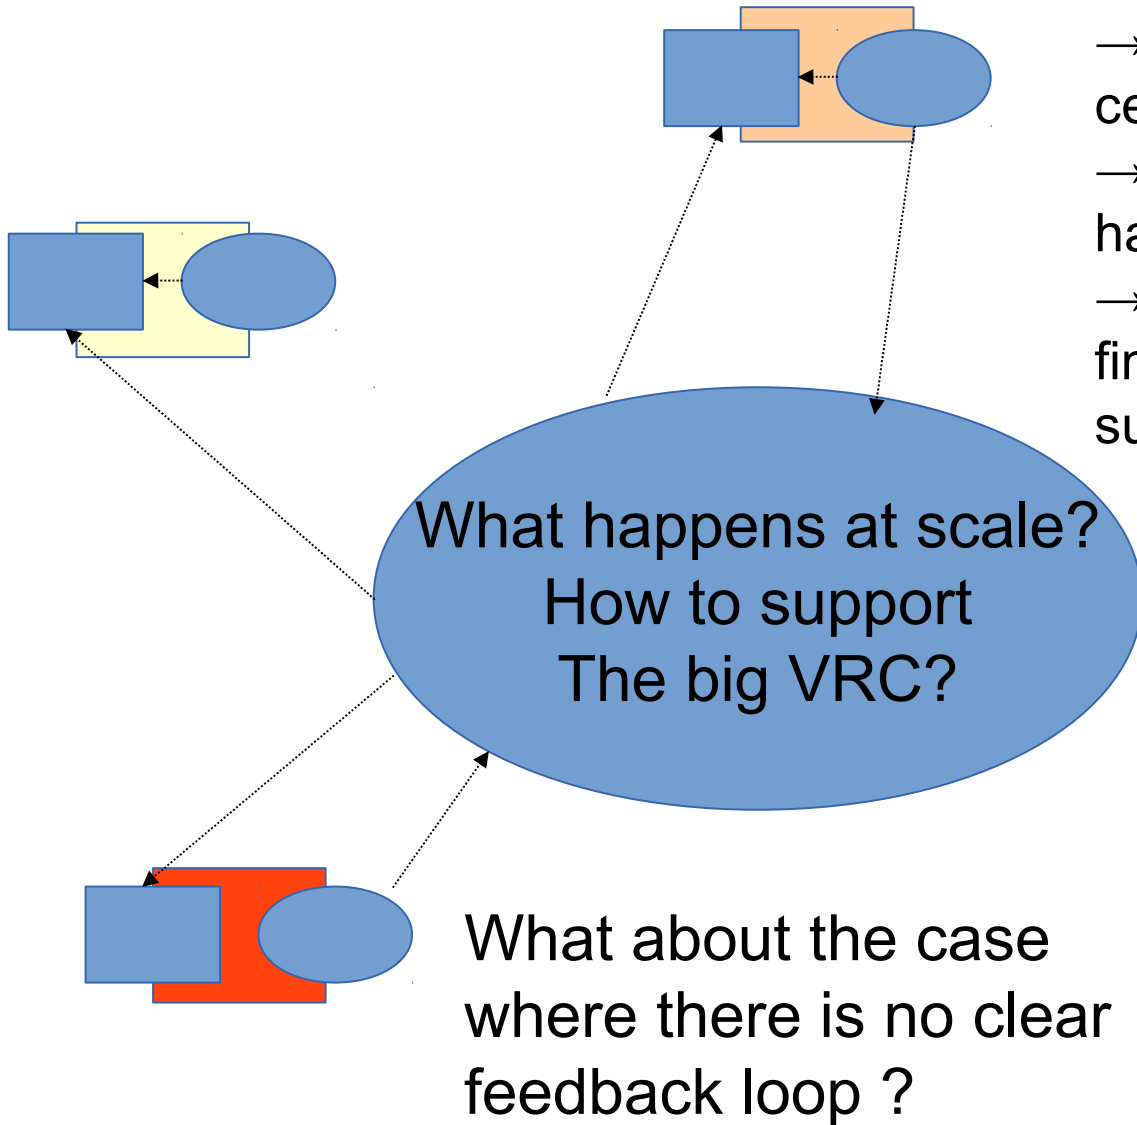 →
→
→
What happens at scale?
How to support
The big VRC?
What about the case
where there is no clear
feedback loop ?